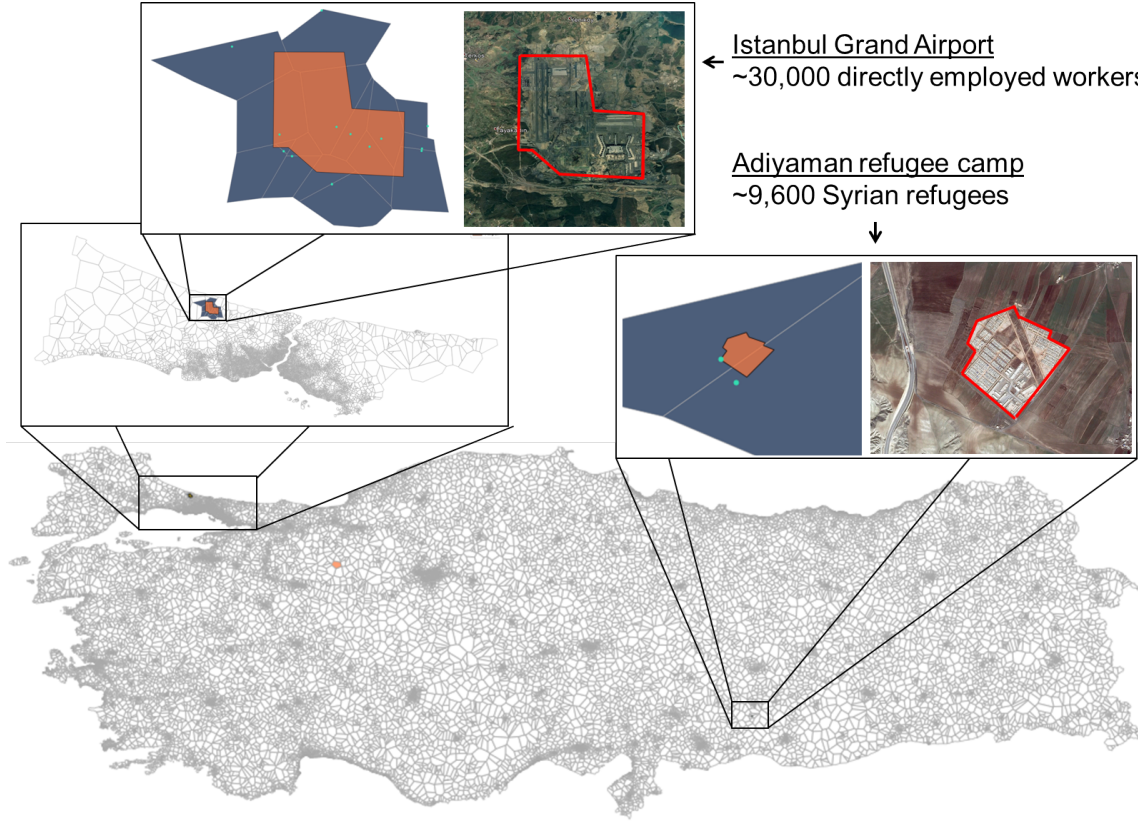 Istanbul Grand Airport
~30,000 directly employed workers
Adiyaman refugee camp
~9,600 Syrian refugees